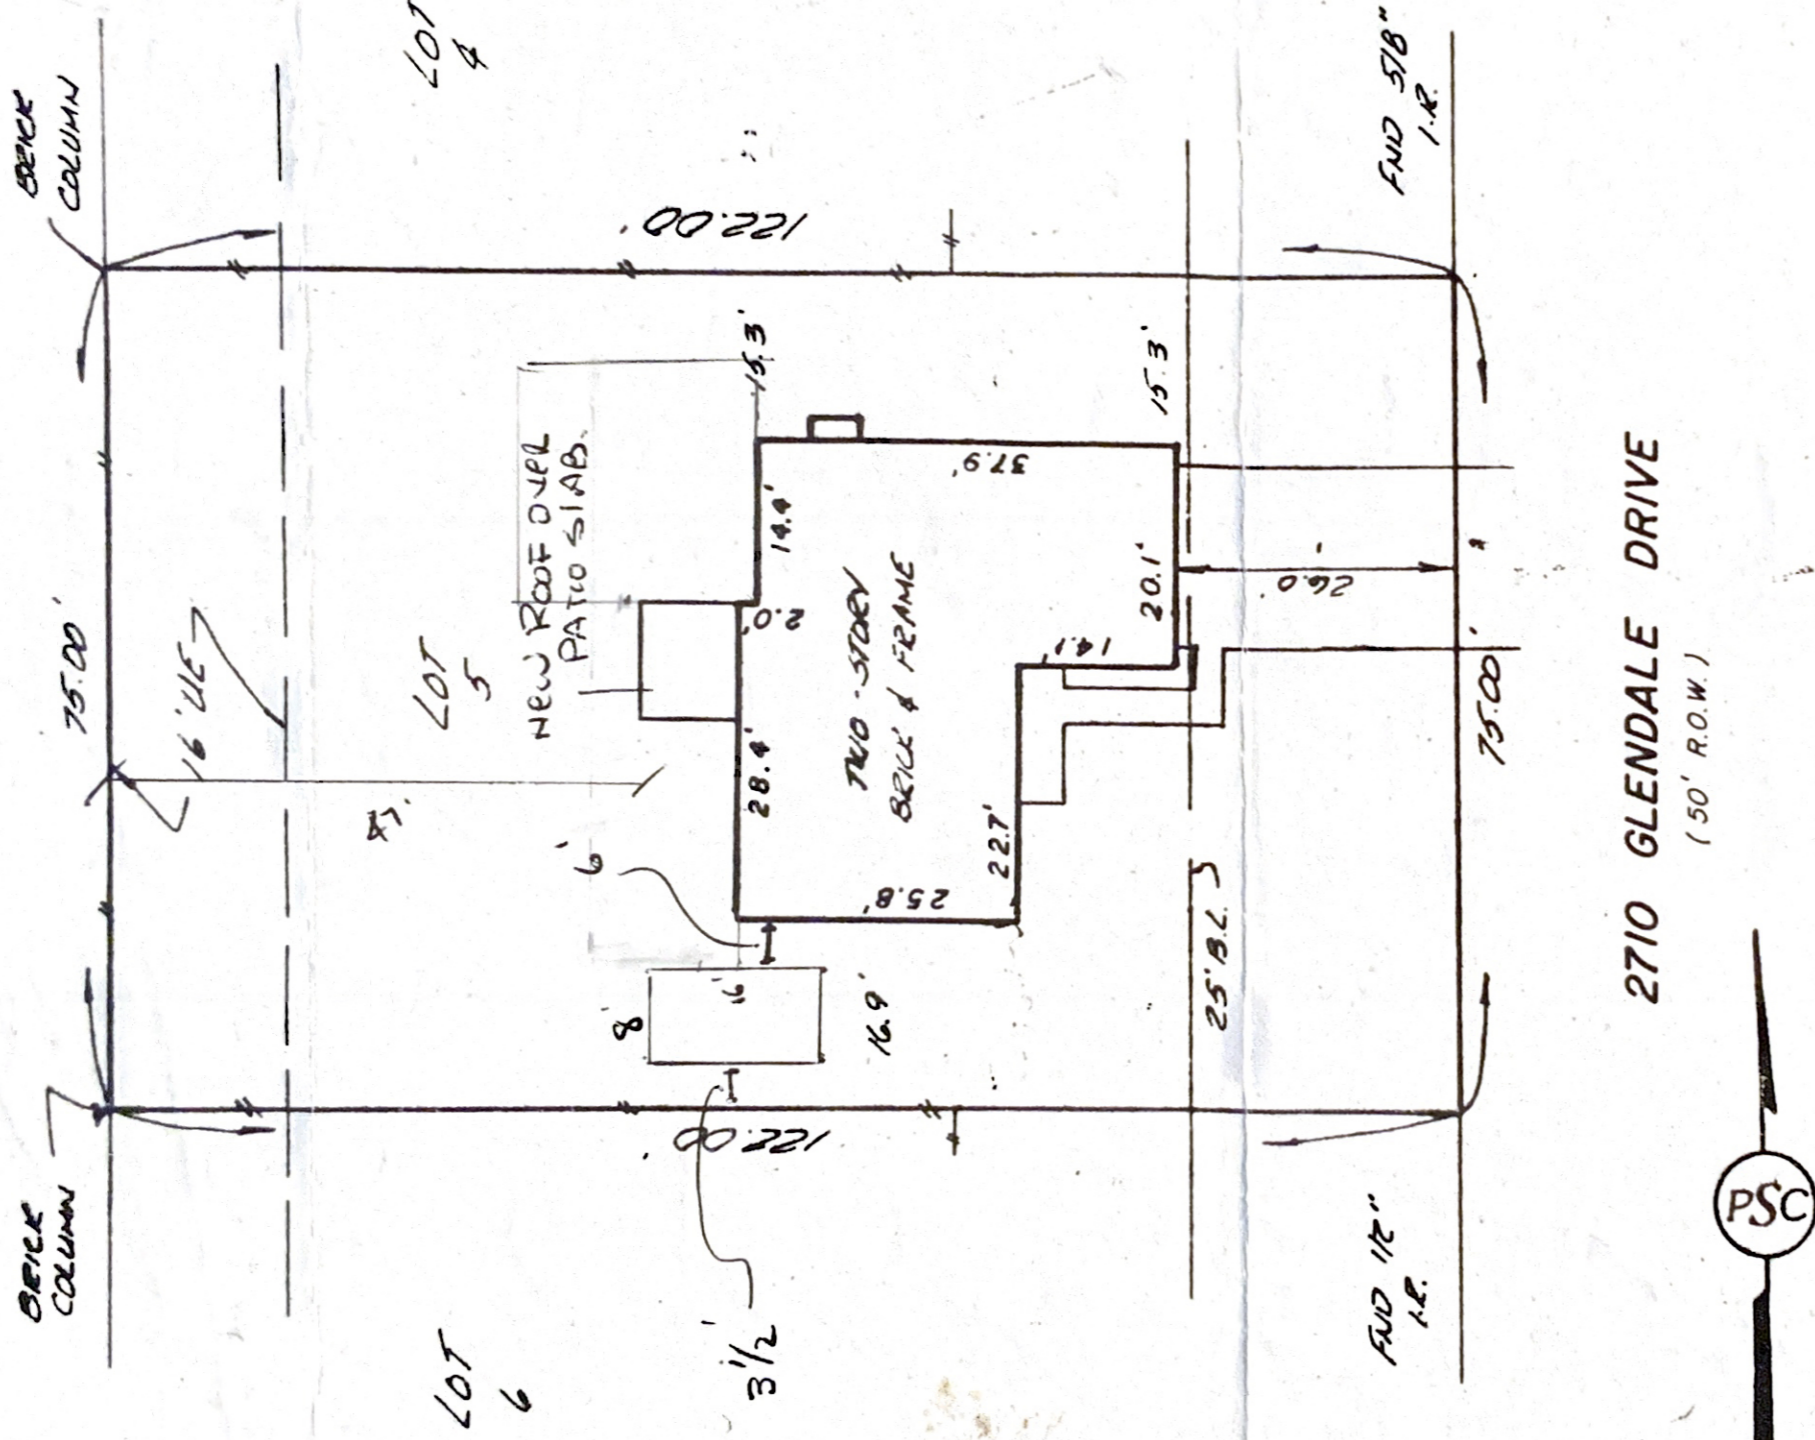 BRICK
COLUMN
LOT
4
FND 5/8"
I.R.
122.00'
75.00'
16' UE
LOT
5
NEW ROOF OVER
PATIO SLAB.
15.3'
14.4'
2.0'
28.4'
37.9'
15.3'
TWO-STORY
BRICK & FRAME
20.1'
14.1'
22.7'
25.8'
26.0'
6'
8'
16'
16.9'
25' B.L.
75.00'
2710 GLENDALE DRIVE
(50' R.O.W.)
122.00'
BRICK
COLUMN
LOT
6
3 1/2'
FND 1/2"
I.R.
PSC